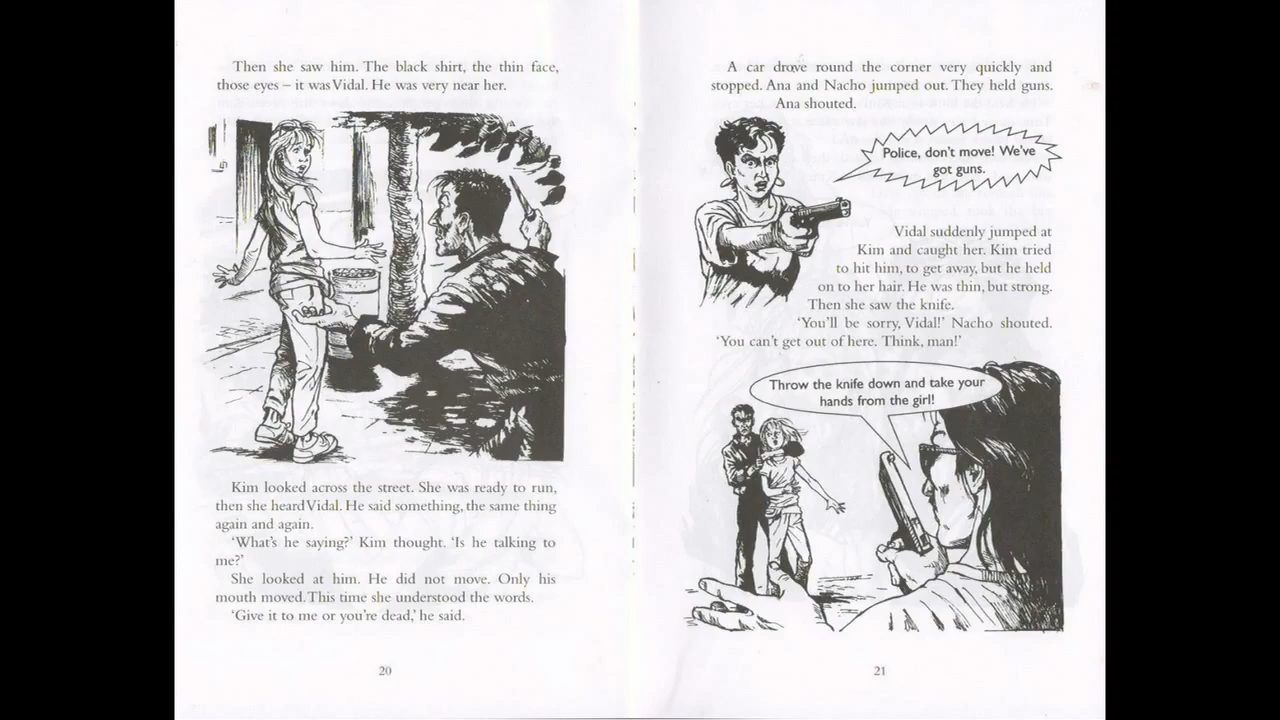 Then she saw him. The black shirt, the thin face,
those eyes – it was Vidal. He was very near her.
Kim looked across the street. She was ready to run,
then she heard Vidal. He said something, the same thing
again and again.
‘What’s he saying?’ Kim thought. ‘Is he talking to
me?’
She looked at him. He did not move. Only his
mouth moved. This time she understood the words.
‘Give it to me or you’re dead,’ he said.
20
A car drove round the corner very quickly and
stopped. Ana and Nacho jumped out. They held guns.
Ana shouted.
Police, don’t move! We’ve
got guns.
Vidal suddenly jumped at
Kim and caught her. Kim tried
to hit him, to get away, but he held
on to her hair. He was thin, but strong.
Then she saw the knife.
‘You’ll be sorry, Vidal!’ Nacho shouted.
‘You can’t get out of here. Think, man!’
Throw the knife down and take your
hands from the girl!
21